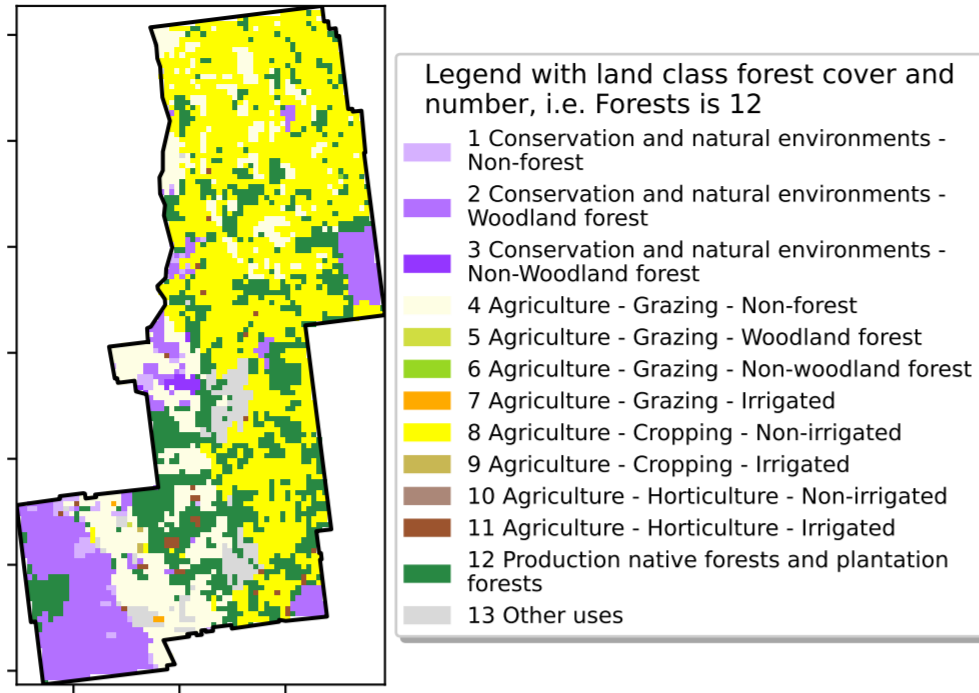 Legend with land class forest cover and
number, i.e. Forests is 12
1 Conservation and natural environments -
Non-forest
2 Conservation and natural environments -
Woodland forest
3 Conservation and natural environments -
Non-Woodland forest
4 Agriculture - Grazing - Non-forest
5 Agriculture - Grazing - Woodland forest
6 Agriculture - Grazing - Non-woodland forest
7 Agriculture - Grazing - Irrigated
8 Agriculture - Cropping - Non-irrigated
9 Agriculture - Cropping - Irrigated
10 Agriculture - Horticulture - Non-irrigated
11 Agriculture - Horticulture - Irrigated
12 Production native forests and plantation
forests
13 Other uses